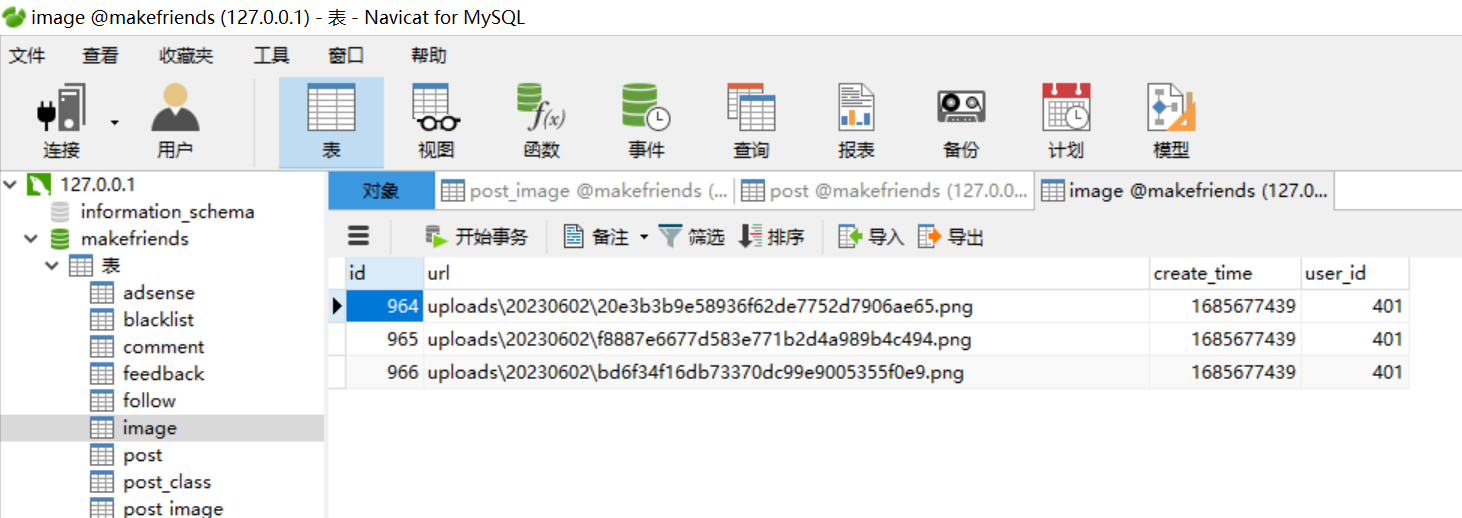 image @makefriends (127.0.0.1) - 表 - Navicat for MySQL
文件 查看 收藏夹 工具 窗口 帮助
连接 用户 表 视图 函数 事件 查询 报表 备份 计划 模型
127.0.0.1
information_schema
makefriends
表
adsense
blacklist
comment
feedback
follow
image
post
post_class
post_image
对象 post_image @makefriends (... post @makefriends (127.0.0... image @makefriends (127.0...
开始事务 备注 筛选 排序 导入 导出
id url create_time user_id
964 uploads\20230602\20e3b3b9e58936f62de7752d7906ae65.png 1685677439 401
965 uploads\20230602\f8887e6677d583e771b2d4a989b4c494.png 1685677439 401
966 uploads\20230602\bd6f34f16db73370dc99e9005355f0e9.png 1685677439 401